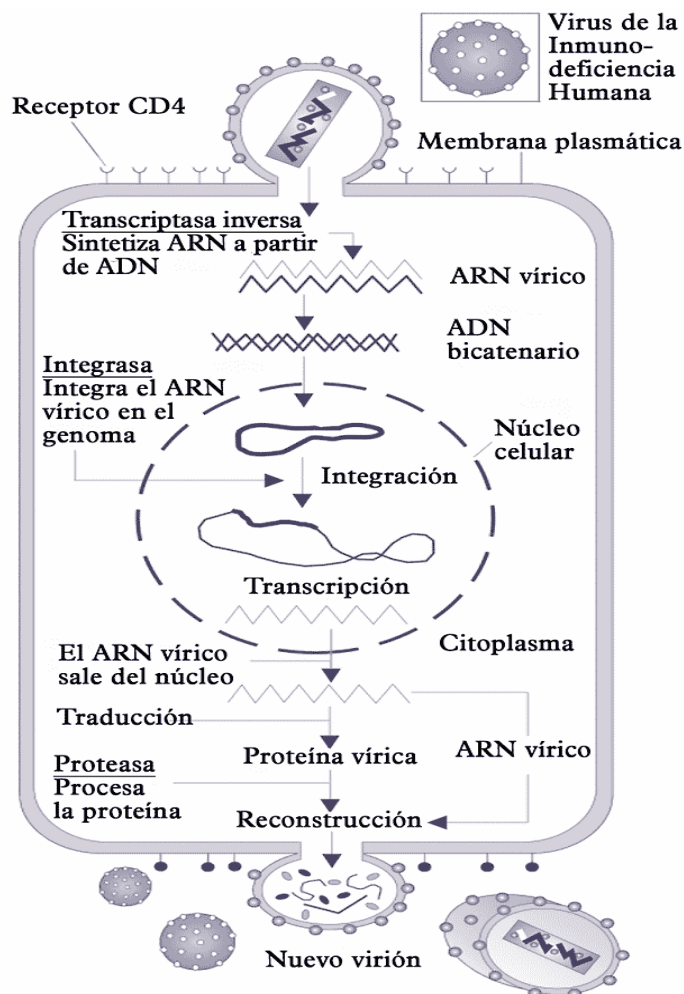 Virus de la
Inmuno-
deficiencia
Humana
Receptor CD4
Membrana plasmática
Transcriptasa inversa
Sintetiza ARN a partir
de ADN
ARN vírico
ADN
bicatenario
Integrasa
Integra el ARN
vírico en el
genoma
Núcleo
celular
Integración
Transcripción
Citoplasma
El ARN vírico
sale del núcleo
Traducción
Proteína vírica
ARN vírico
Proteasa
Procesa
la proteína
Reconstrucción
Nuevo virión